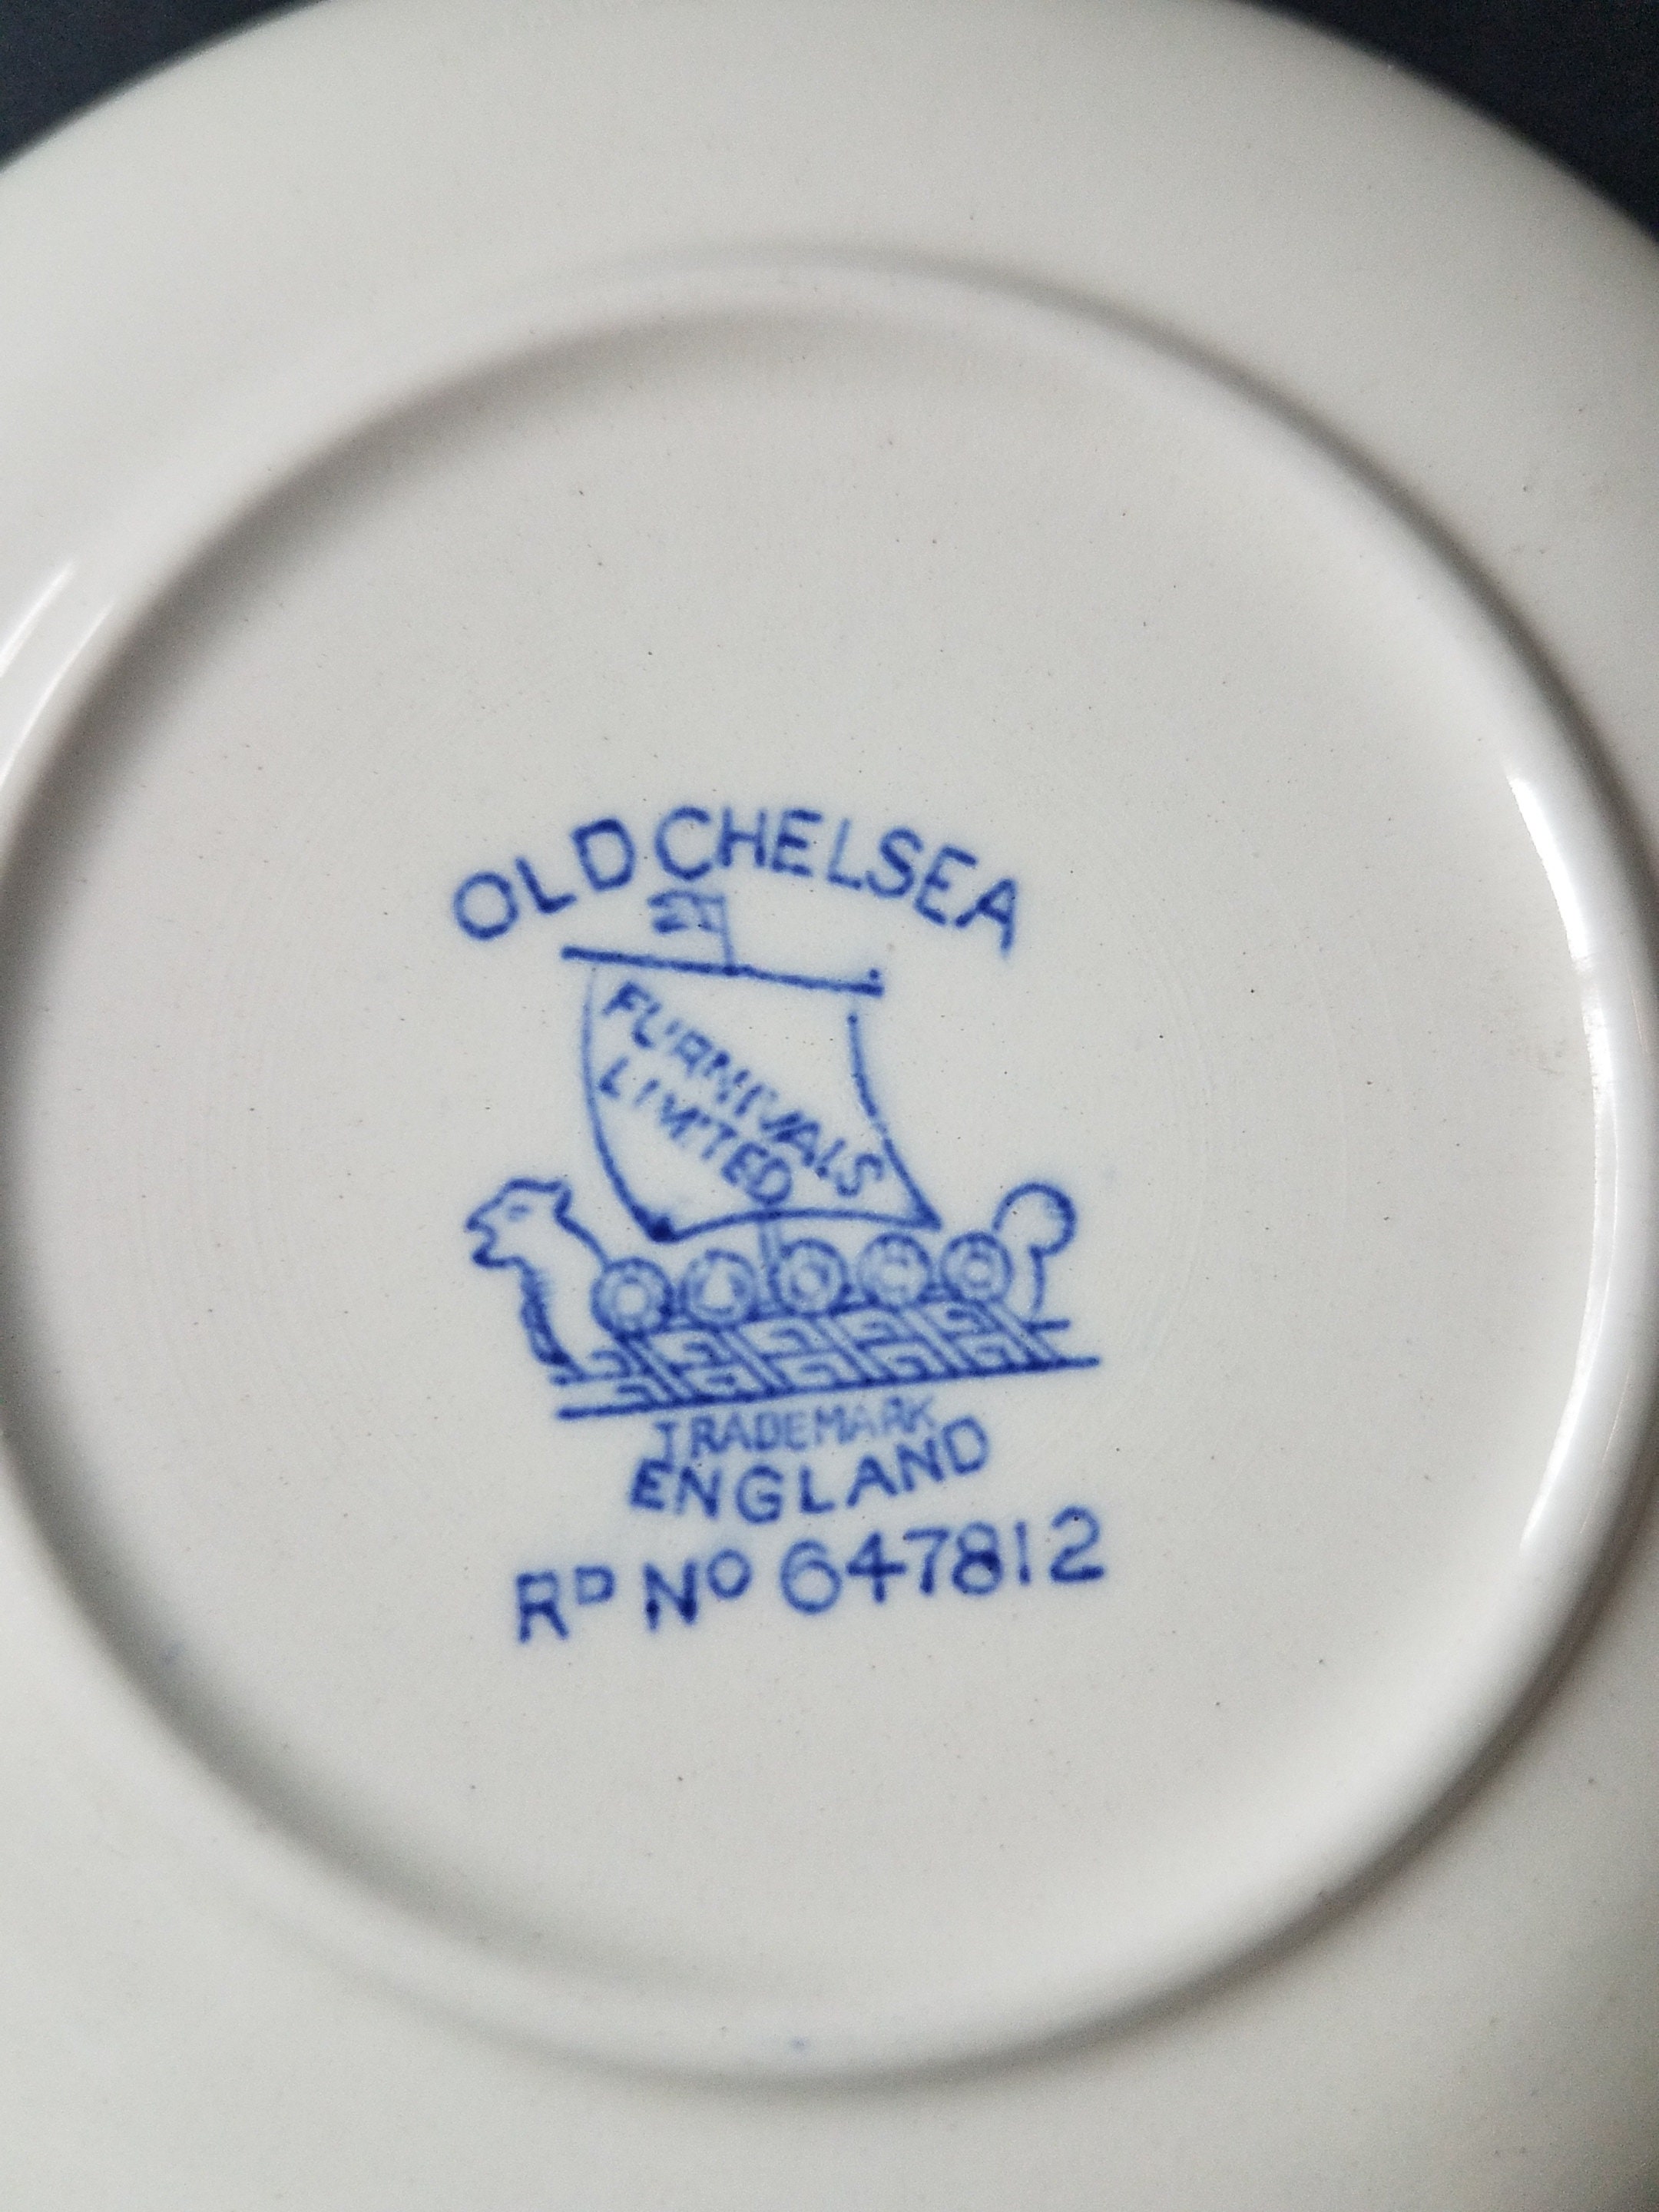 OLD CHELSEA
FURNIVALS
LIMITED
TRADEMARK
ENGLAND
RD NO 647812